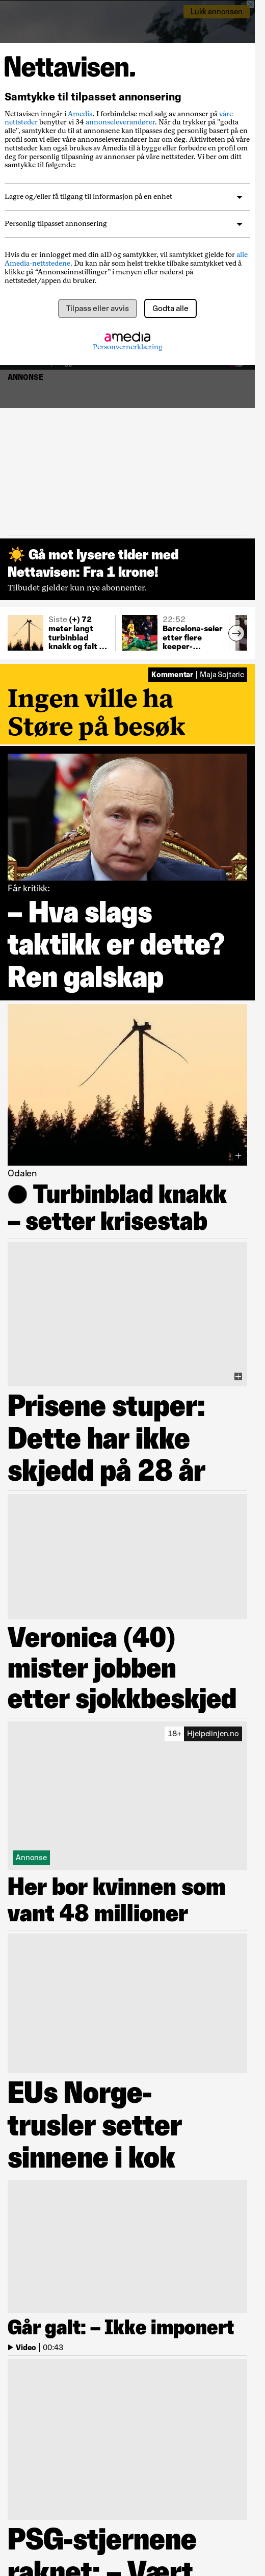 Lukk annonsen
Nettavisen.
Samtykke til tilpasset annonsering
Nettavisen inngår i Amedia. I forbindelse med salg av annonser på våre
nettsteder benytter vi 34 annonseleverandører. Når du trykker på "godta
alle", samtykker du til at annonsene kan tilpasses deg personlig basert på en
profil som vi eller våre annonseleverandører har om deg. Aktiviteten på våre
nettsteder kan også brukes av Amedia til å bygge eller forbedre en profil om
deg for personlig tilpassing av annonser på våre nettsteder. Vi ber om ditt
samtykke til følgende:
Lagre og/eller få tilgang til informasjon på en enhet
Personlig tilpasset annonsering
Hvis du er innlogget med din aID og samtykker, vil samtykket gjelde for alle
Amedia-nettstedene. Du kan når som helst trekke tilbake samtykket ved å
klikke på “Annonseinnstillinger” i menyen eller nederst på
nettstedet/appen du bruker.
Tilpass eller avvis
Godta alle
amedia
Personvernerklæring
ANNONSE
☀️ Gå mot lysere tider med
Nettavisen: Fra 1 krone!
Tilbudet gjelder kun nye abonnenter.
Siste (+) 72
meter langt
turbinblad
knakk og falt ...
22:52
Barcelona-seier
etter flere
keeper-...
Kommentar | Maja Sojtaric
Ingen ville ha
Støre på besøk
Får kritikk:
– Hva slags
taktikk er dette?
Ren galskap
Odalen
● Turbinblad knakk
– setter krisestab
Prisene stuper:
Dette har ikke
skjedd på 28 år
Veronica (40)
mister jobben
etter sjokkbeskjed
18+ Hjelpelinjen.no
Annonse
Her bor kvinnen som
vant 48 millioner
EUs Norge-
trusler setter
sinnene i kok
Går galt: – Ikke imponert
Video | 00:43
PSG-stjernene
raknet: – Vært